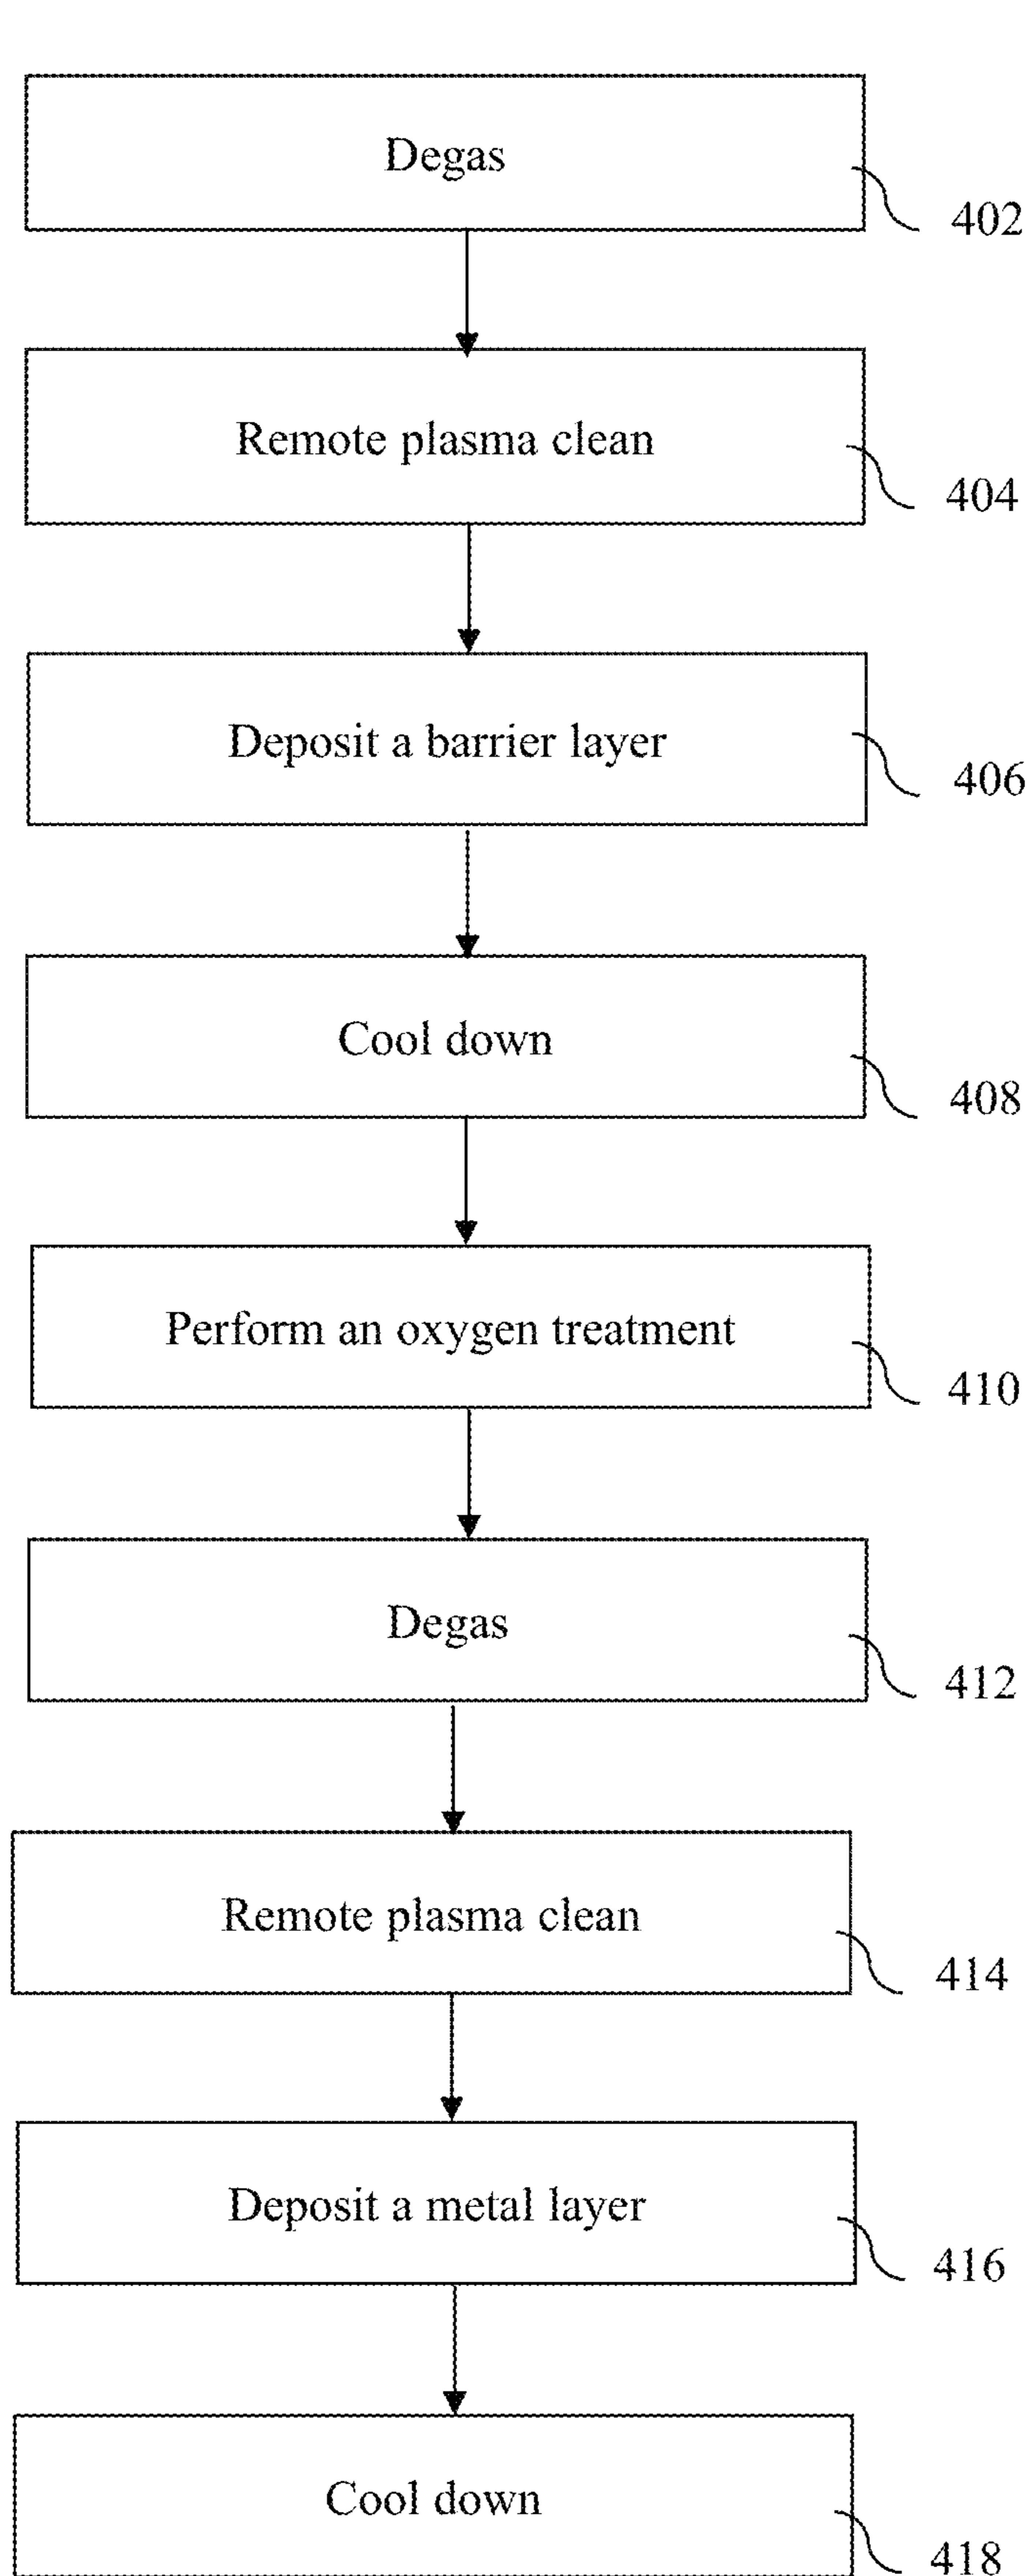 Degas
402
Remote plasma clean
404
Deposit a barrier layer
406
Cool down
408
Perform an oxygen treatment
410
Degas
412
Remote plasma clean
414
Deposit a metal layer
416
Cool down
418